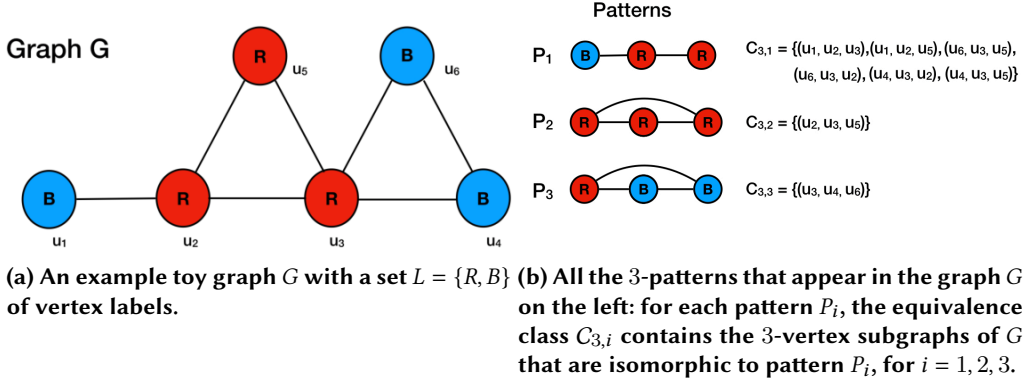 Graph G
R
u5
B
u6
B
u1
R
u2
R
u3
B
u4
(a) An example toy graph G with a set L = {R, B}
of vertex labels.
Patterns
P1 B R R C3,1 = {(u1, u2, u3),(u1, u2, u5), (u6, u3, u5),
(u6, u3, u2), (u4, u3, u2), (u4, u3, u5)}
P2 R R R C3,2 = {(u2, u3, u5)}
P3 R B B C3,3 = {(u3, u4, u6)}
(b) All the 3-patterns that appear in the graph G
on the left: for each pattern Pi, the equivalence
class C3,i contains the 3-vertex subgraphs of G
that are isomorphic to pattern Pi, for i = 1, 2, 3.